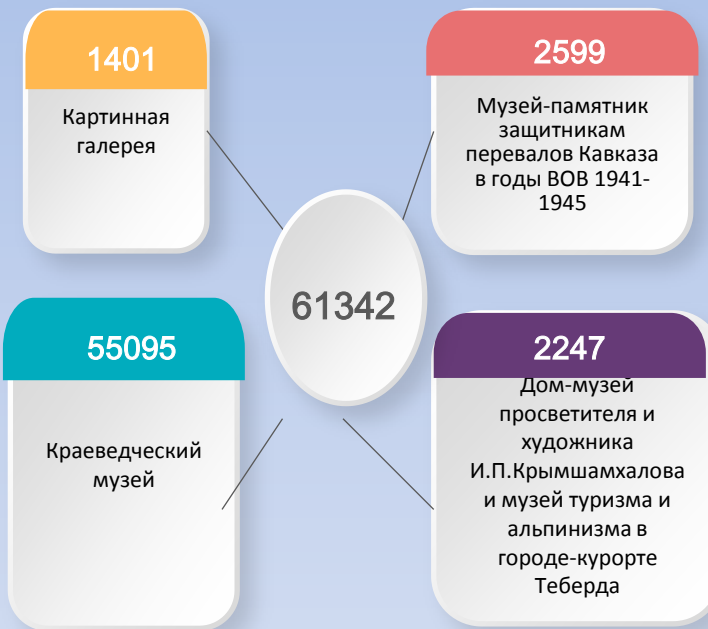 1401
Картинная
галерея
2599
Музей-памятник
защитникам
перевалов Кавказа
в годы ВОВ 1941-
1945
61342
55095
Краеведческий
музей
2247
Дом-музей
просветителя и
художника
И.П.Крымшамхалова
и музей туризма и
альпинизма в
городе-курорте
Теберда